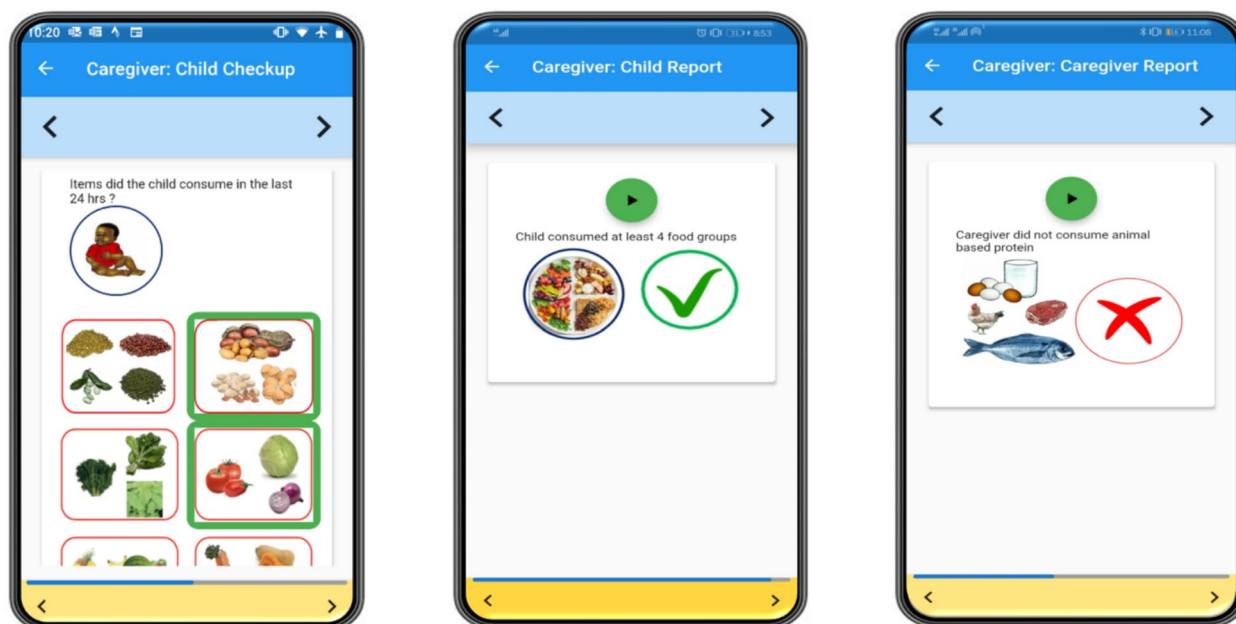 10:20
Caregiver: Child Checkup
Items did the child consume in the last
24 hrs ?
8:53
Caregiver: Child Report
Child consumed at least 4 food groups
11:06
Caregiver: Caregiver Report
Caregiver did not consume animal
based protein